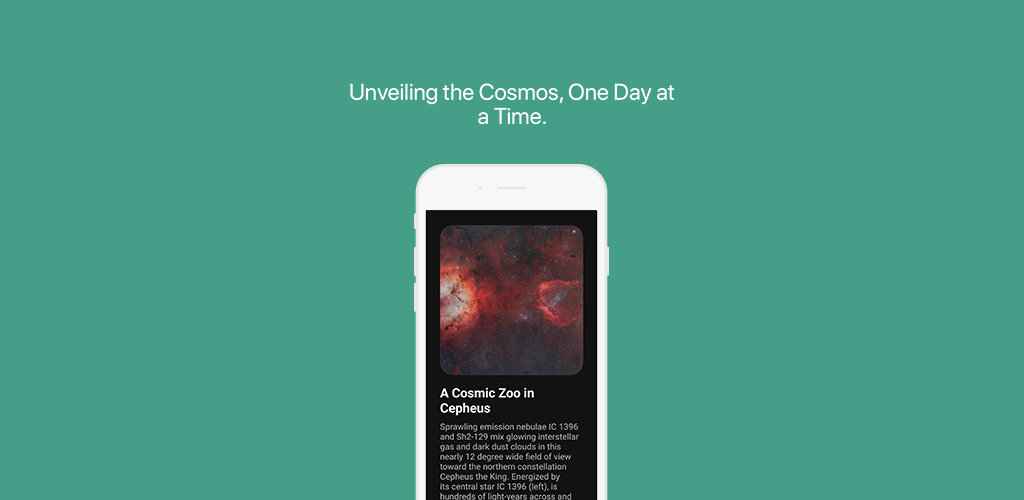 Unveiling the Cosmos, One Day at
a Time.
A Cosmic Zoo in
Cepheus
Sprawling emission nebulae IC 1396
and Sh2-129 mix glowing interstellar
gas and dark dust clouds in this
nearly 12 degree wide field of view
toward the northern constellation
Cepheus the King. Energized by
its central star IC 1396 (left), is
hundreds of light-years across and